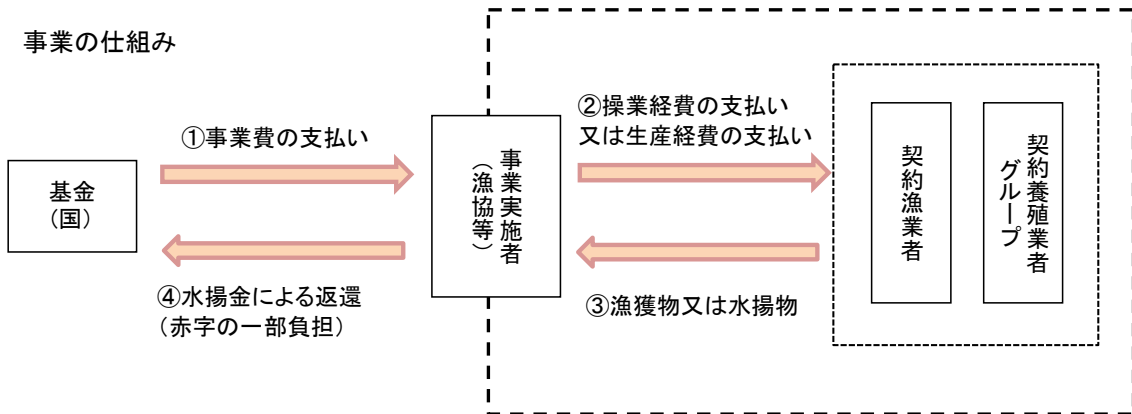 事業の仕組み
①事業費の支払い
基金
（国）
④水揚金による返還
（赤字の一部負担）
事業実施者
（漁協等）
②操業経費の支払い
又は生産経費の支払い
③漁獲物又は水揚物
契約漁業者
契約養殖業者
グループ